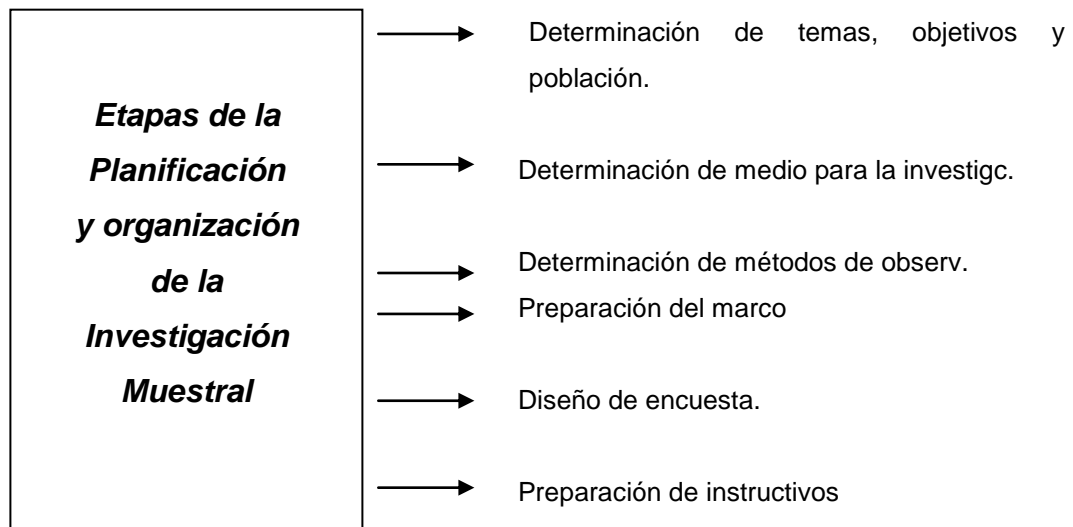 Etapas de la
Planificación
y organización
de la
Investigación
Muestral
Determinación de temas, objetivos y
población.
Determinación de medio para la investigc.
Determinación de métodos de observ.
Preparación del marco
Diseño de encuesta.
Preparación de instructivos